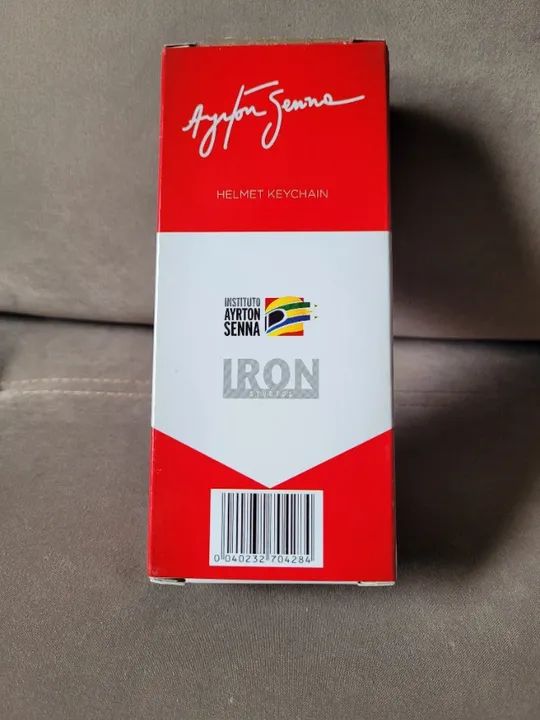 Ayrton Senna
HELMET KEYCHAIN
INSTITUTO
AYRTON
SENNA
IRON
STUDIOS
0 040232 704284